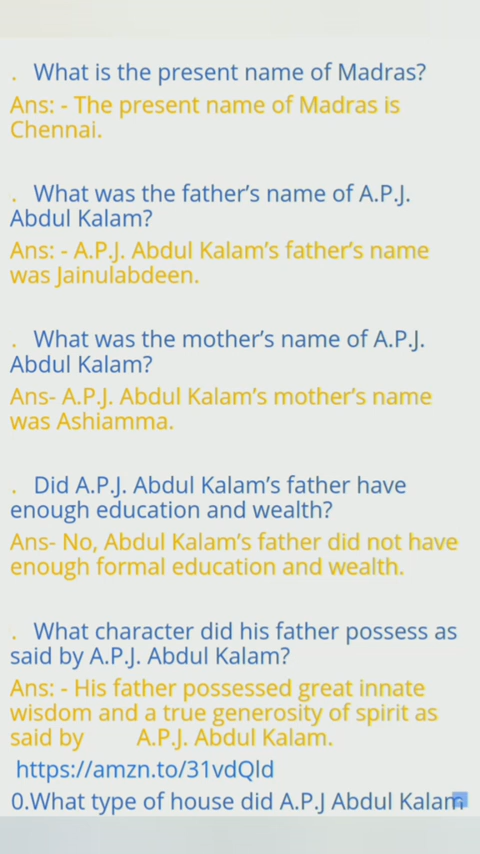 . What is the present name of Madras?
Ans: - The present name of Madras is
Chennai.
. What was the father's name of A.P.J.
Abdul Kalam?
Ans: - A.P.J. Abdul Kalam's father's name
was Jainulabdeen.
. What was the mother's name of A.P.J.
Abdul Kalam?
Ans- A.P.J. Abdul Kalam's mother's name
was Ashiamma.
. Did A.P.J. Abdul Kalam's father have
enough education and wealth?
Ans- No, Abdul Kalam's father did not have
enough formal education and wealth.
. What character did his father possess as
said by A.P.J. Abdul Kalam?
Ans: - His father possessed great innate
wisdom and a true generosity of spirit as
said by A.P.J. Abdul Kalam.
https://amzn.to/31vdQld
0.What type of house did A.P.J Abdul Kalam